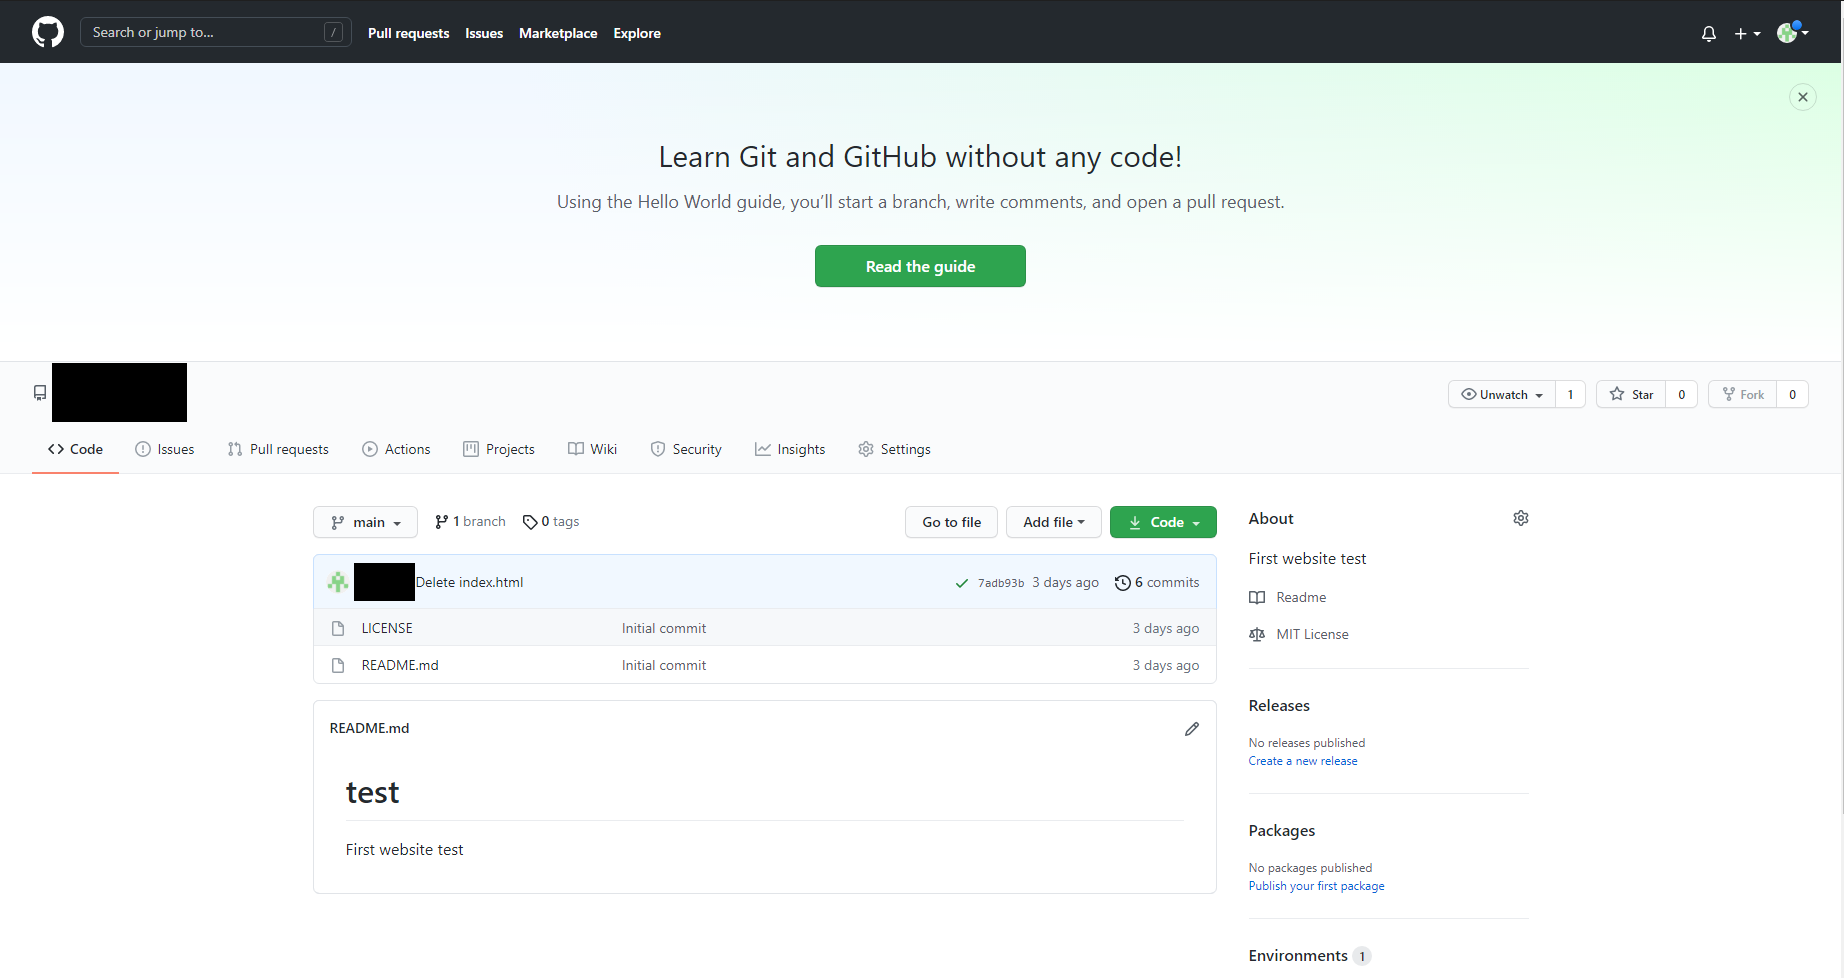 Search or jump to... /
Pull requests Issues Marketplace Explore
Learn Git and GitHub without any code!
Using the Hello World guide, you’ll start a branch, write comments, and open a pull request.
Read the guide
Unwatch 1 Star 0 Fork 0
Code Issues Pull requests Actions Projects Wiki Security Insights Settings
main 1 branch 0 tags Go to file Add file Code
Delete index.html 7adb93b 3 days ago 6 commits
LICENSE Initial commit 3 days ago
README.md Initial commit 3 days ago
README.md
test
First website test
About
First website test
Readme
MIT License
Releases
No releases published
Create a new release
Packages
No packages published
Publish your first package
Environments 1